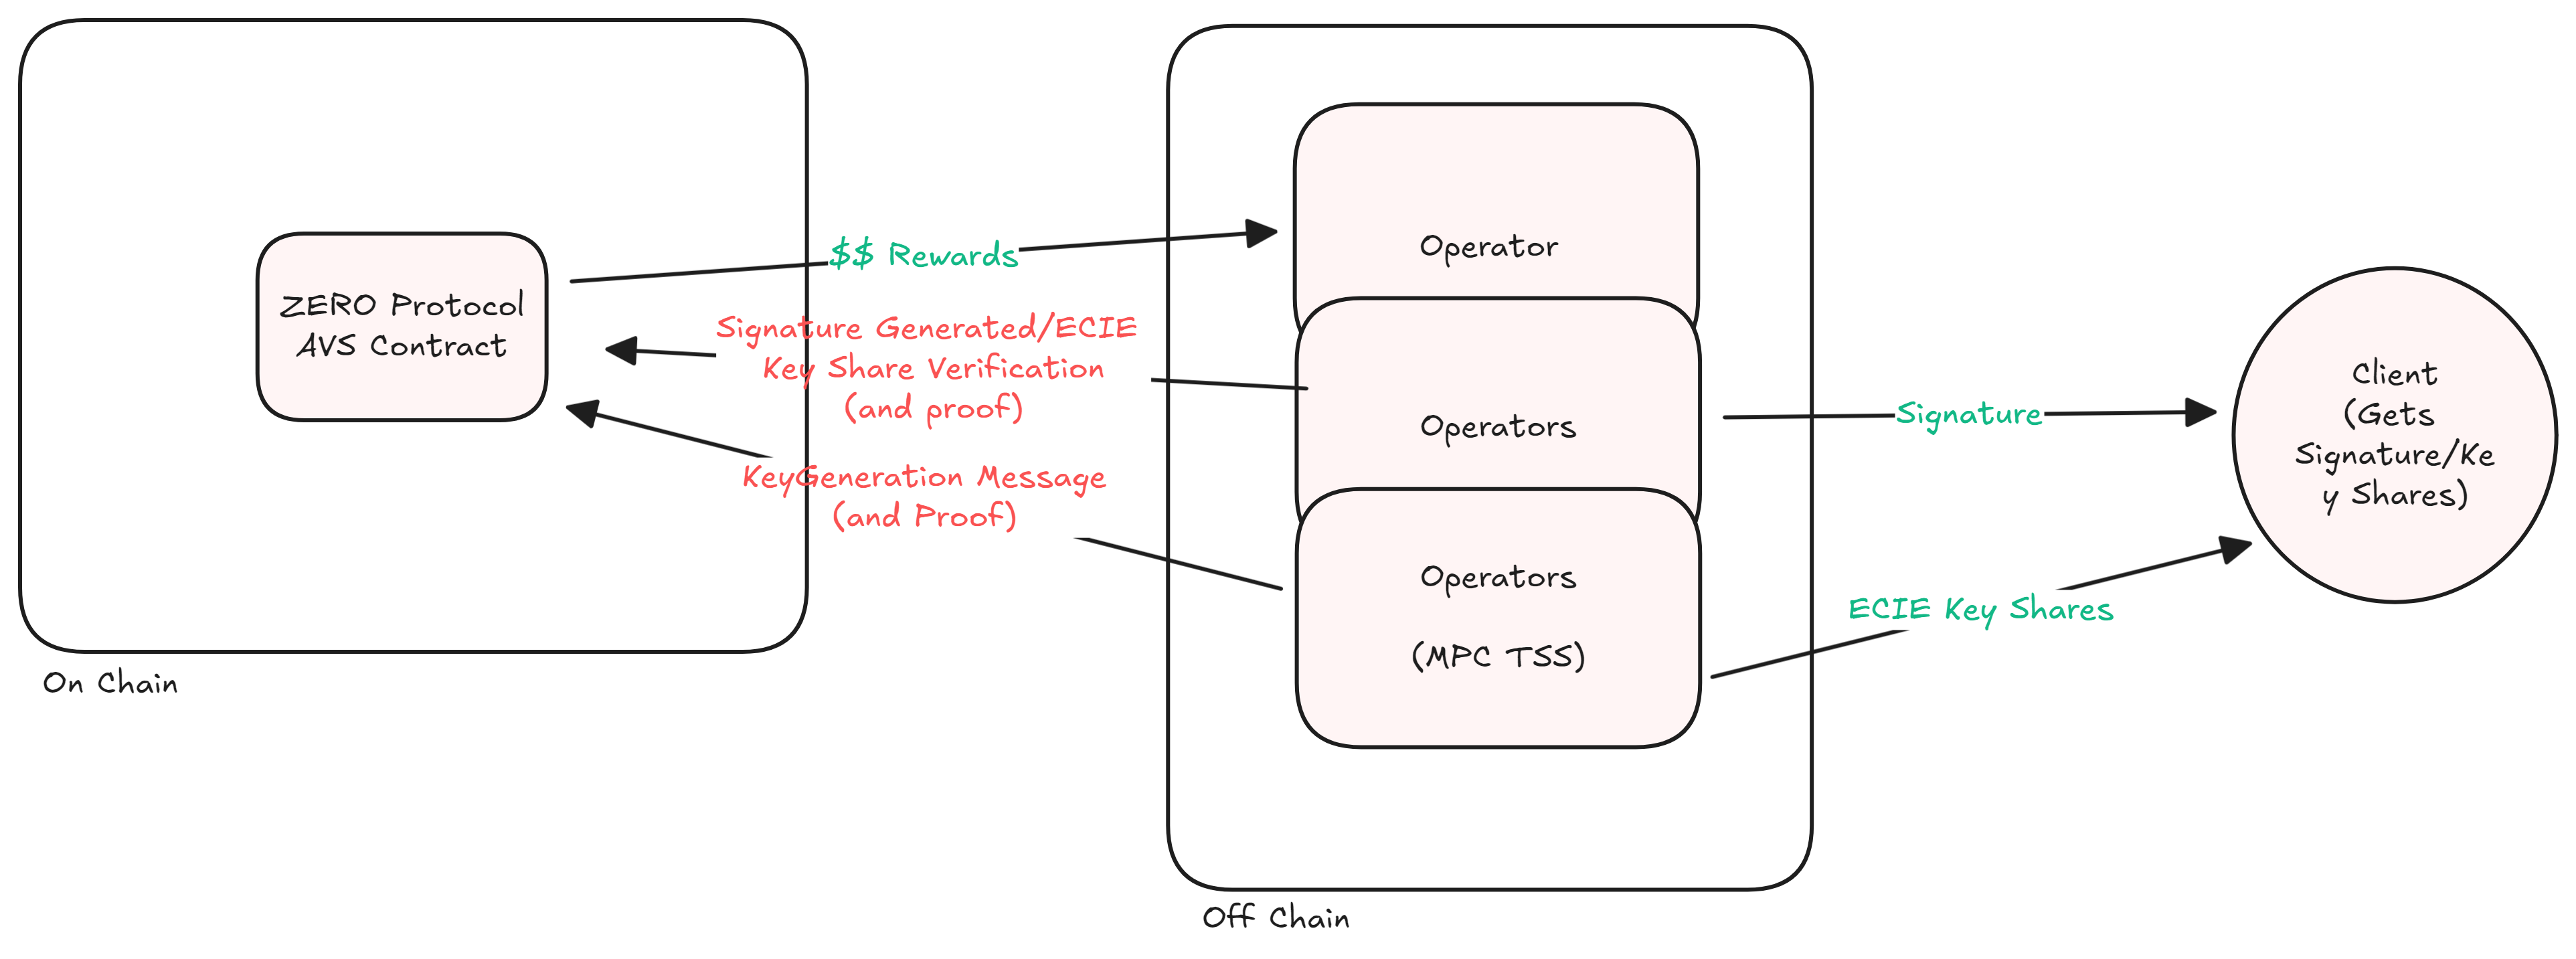 ZERO Protocol
AVS Contract
On Chain
$$ Rewards
Signature Generated/ECIE
Key Share Verification
(and proof)
KeyGeneration Message
(and Proof)
Operator
Operators
Operators
(MPC TSS)
Off Chain
Signature
ECIE Key Shares
Client
(Gets
Signature/Ke
y Shares)